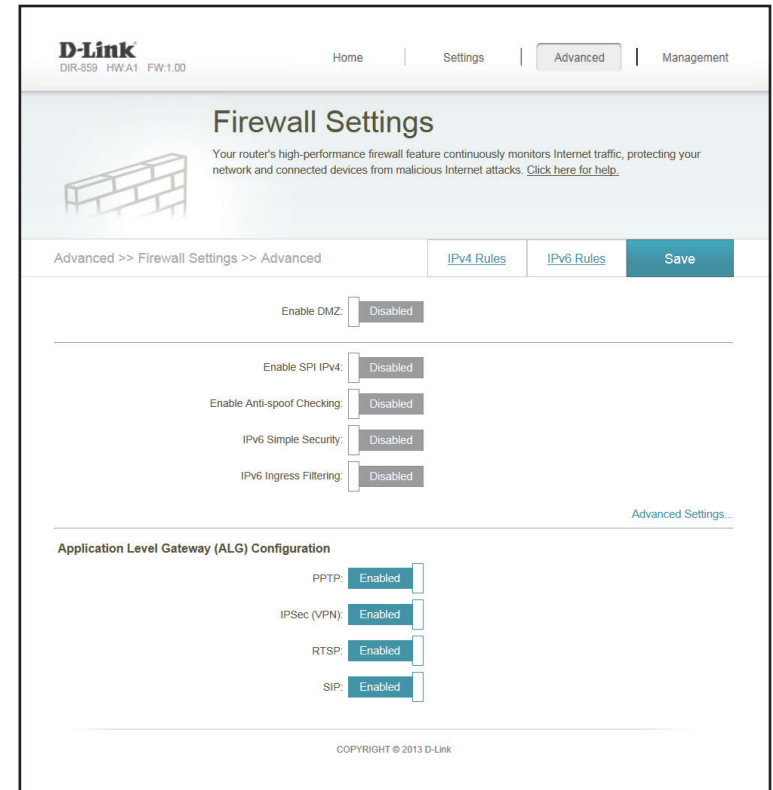 D-Link
DIR-859 HW:A1 FW:1.00
Home
Settings
Advanced
Management
Firewall Settings
Your router's high-performance firewall feature continuously monitors Internet traffic, protecting your
network and connected devices from malicious Internet attacks. Click here for help.
Advanced >> Firewall Settings >> Advanced
IPv4 Rules
IPv6 Rules
Save
Enable DMZ: Disabled
Enable SPI IPv4: Disabled
Enable Anti-spoof Checking: Disabled
IPv6 Simple Security: Disabled
IPv6 Ingress Filtering: Disabled
Advanced Settings...
Application Level Gateway (ALG) Configuration
PPTP: Enabled
IPSec (VPN): Enabled
RTSP: Enabled
SIP: Enabled
COPYRIGHT © 2013 D-Link